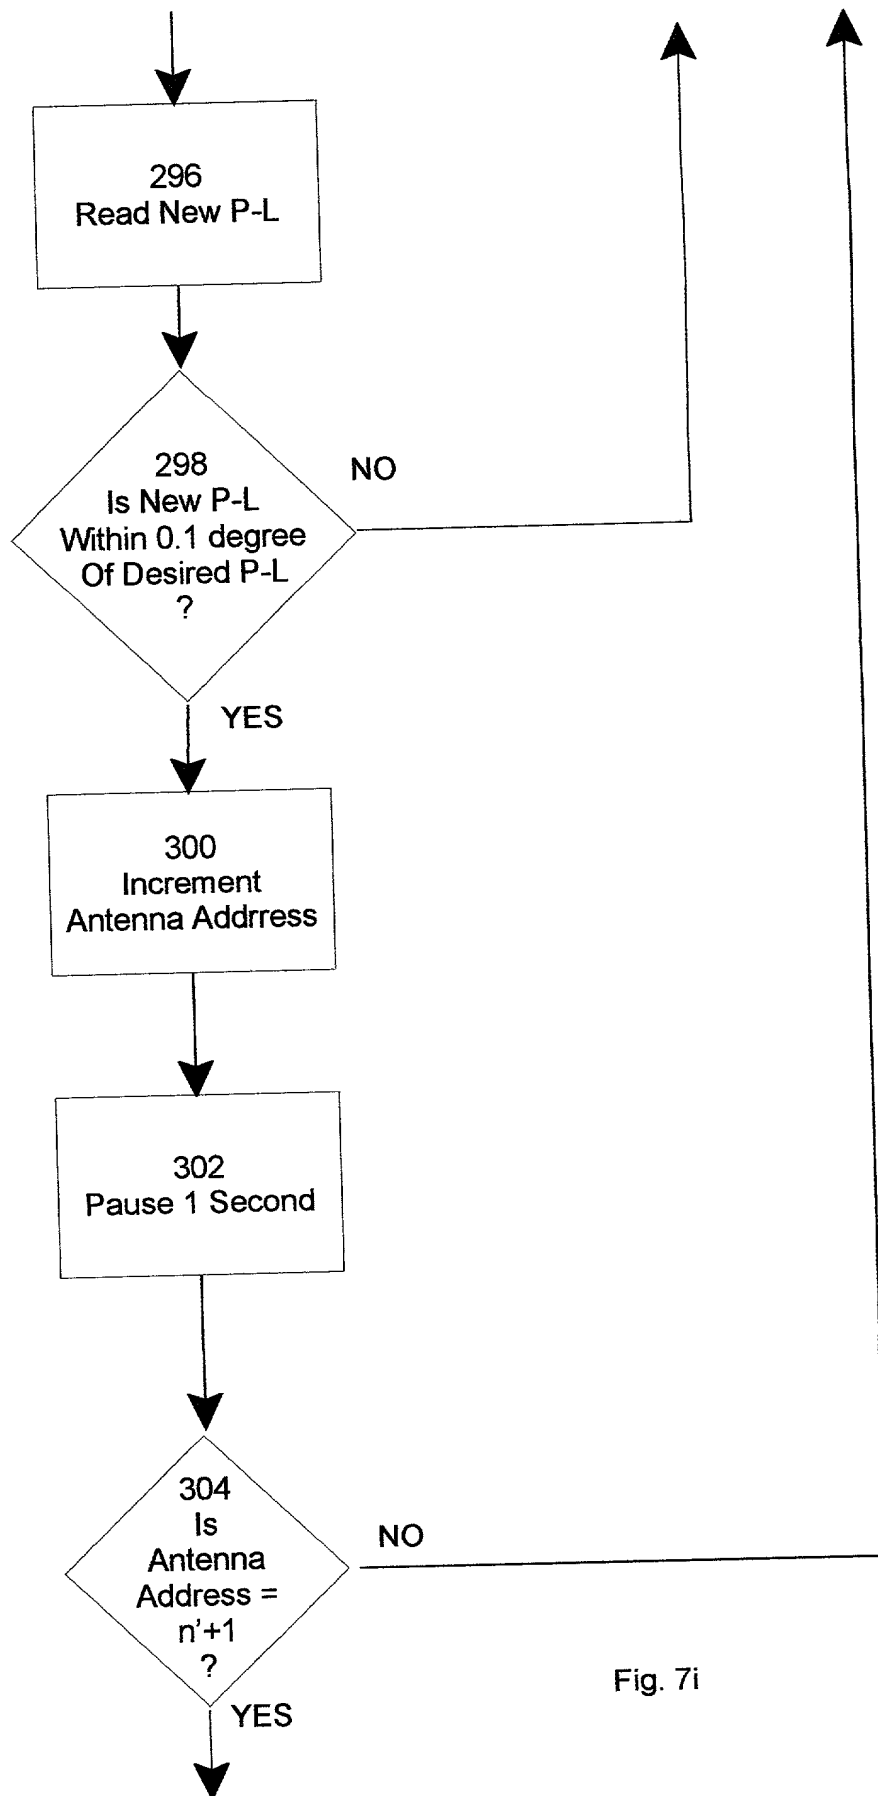 296
Read New P-L
298
Is New P-L
Within 0.1 degree
Of Desired P-L
?
NO
YES
300
Increment
Antenna Addrress
302
Pause 1 Second
304
Is
Antenna
Address =
n'+1
?
NO
YES
Fig. 7i